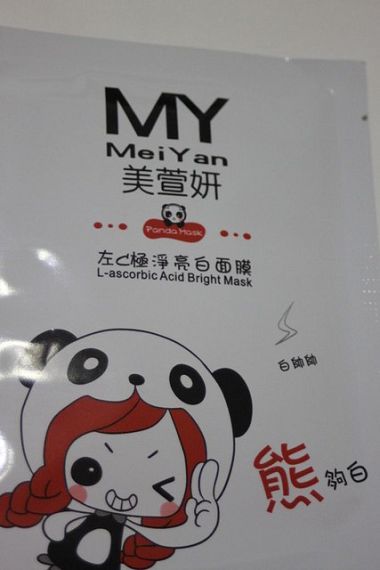 MY
MeiYan
美萱妍
Panda Mask
左C極淨亮白面膜
L-ascorbic Acid Bright Mask
白帥帥
熊夠白